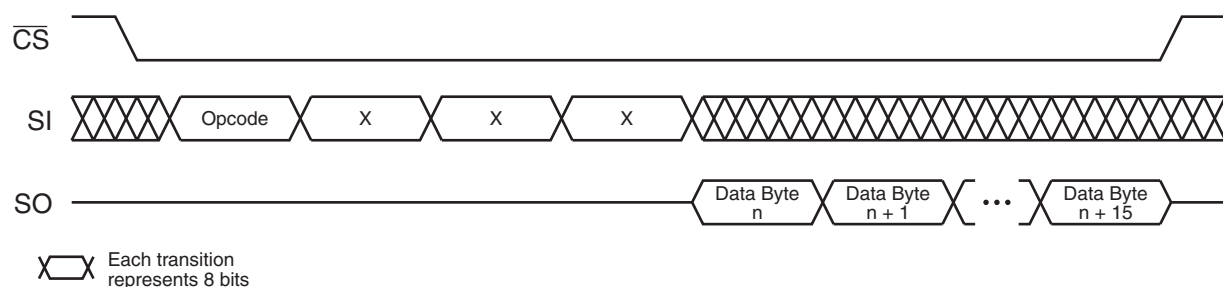 CS
SI
Opcode
X
X
X
SO
Data Byte
n
Data Byte
n + 1
•••
Data Byte
n + 15
Each transition
represents 8 bits